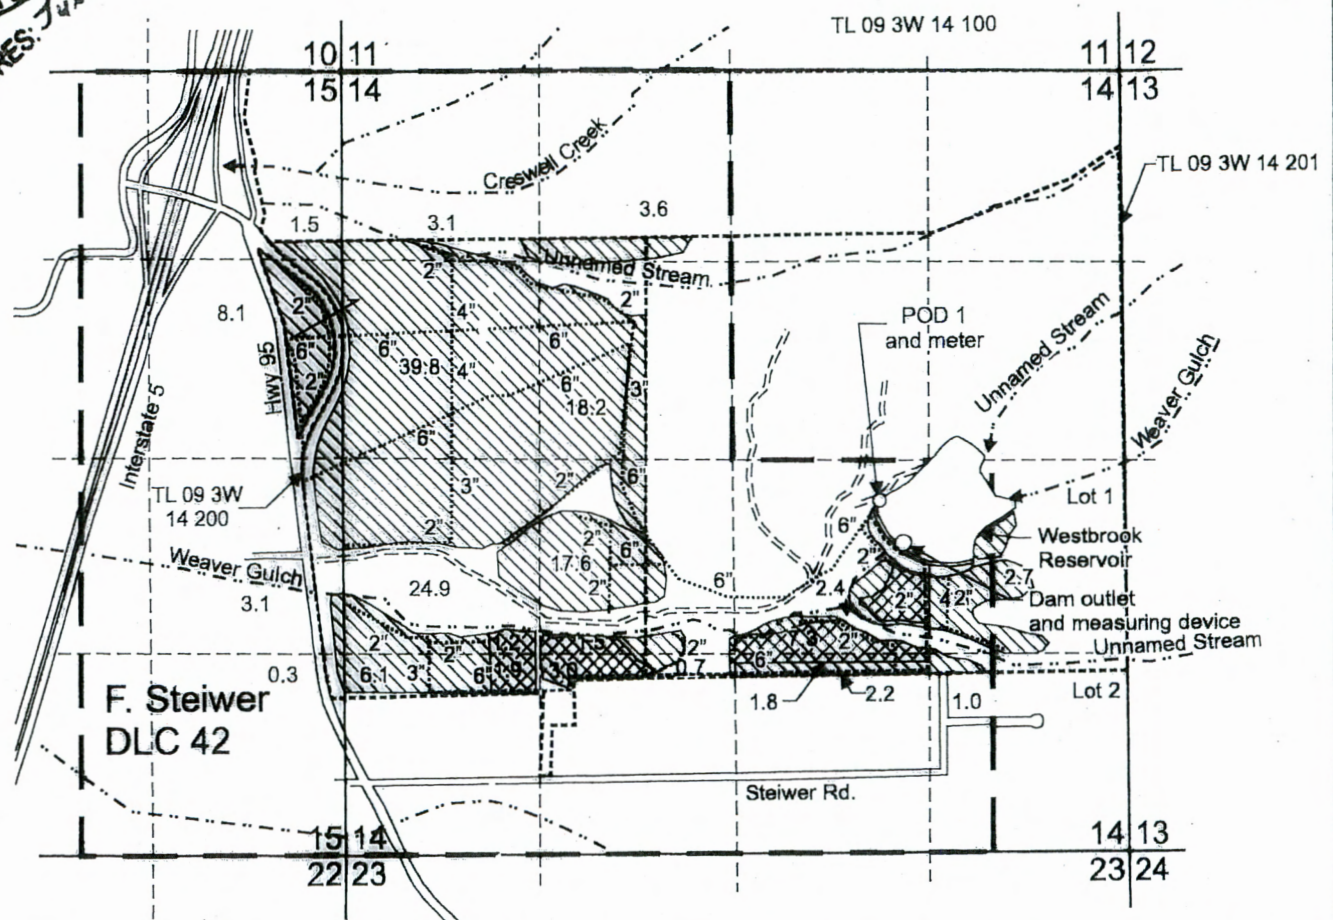 RES:
TL 09 3W 14 100
10 11
15 14
11 12
14 13
Creswell Creek
TL 09 3W 14 201
1.5
3.1
3.6
Unnamed Stream
2"
2"
8.1
2"
4"
POD 1
and meter
Unnamed Stream
Weaver Gulch
6"
6"
39.8
4"
6"
6"
18.2
3"
2"
Hwy 95
Interstate 5
6"
2"
6"
3"
TL 09 3W
14 200
Lot 1
2"
6"
2"
6"
17.6
2"
Westbrook
Reservoir
Weaver Gulch
24.9
6"
2"
2.4
2"
4.2"
2.7
3.1
Dam outlet
and measuring device
Unnamed Stream
2"
2"
1.5
2"
3
2"
0.3
6.1
3"
6"
1.9
0.7
6"
F. Steiwer
DLC 42
1.8
2.2
1.0
Lot 2
Steiwer Rd.
15 14
22 23
14 13
23 24